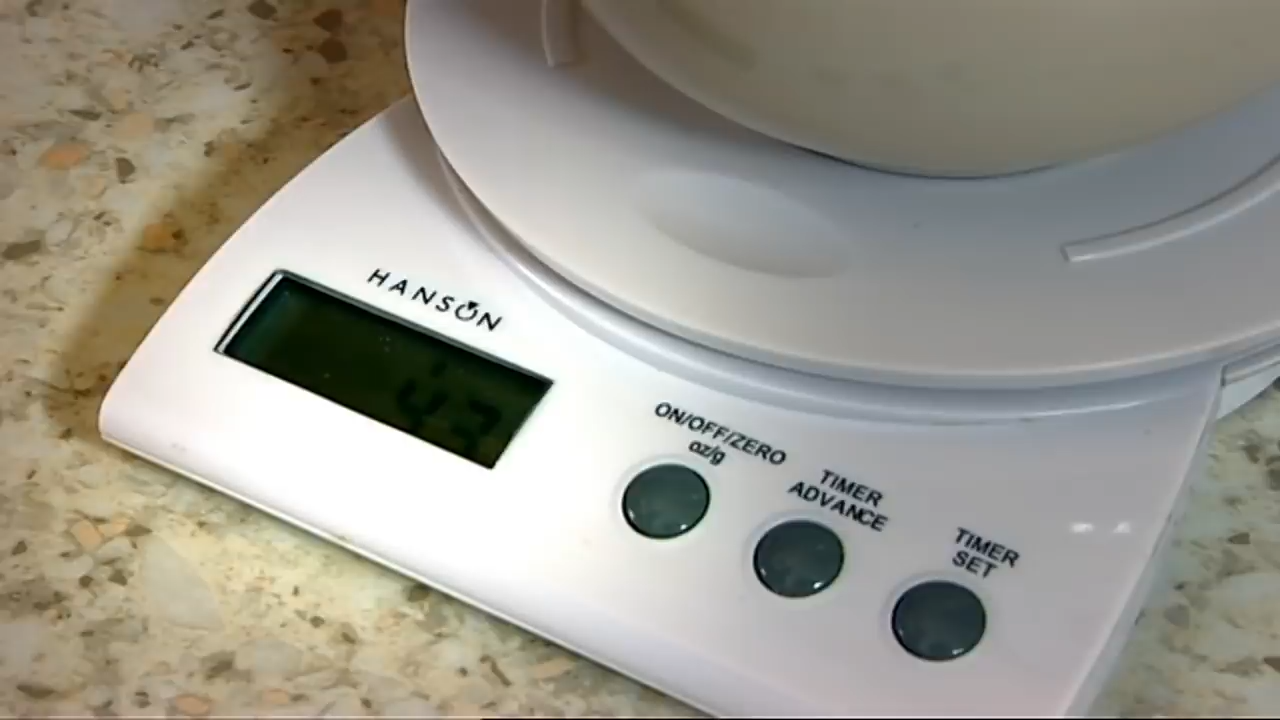 HANSON
ON/OFF/ZERO
oz/g
TIMER
ADVANCE
TIMER
SET